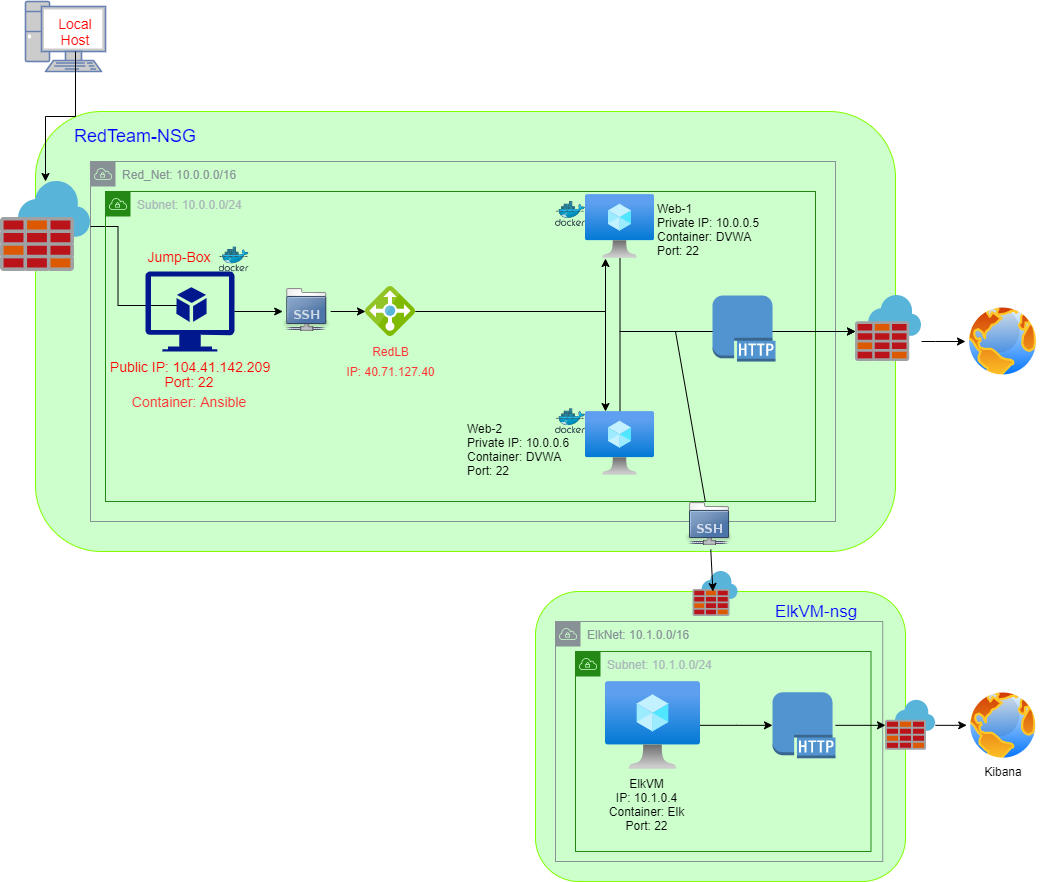 Local
Host
RedTeam-NSG
Red_Net: 10.0.0.0/16
Subnet: 10.0.0.0/24
docker
Web-1
Private IP: 10.0.0.5
Container: DVWA
Port: 22
Jump-Box
docker
SSH
HTTP
RedLB
IP: 40.71.127.40
Public IP: 104.41.142.209
Port: 22
Container: Ansible
docker
Web-2
Private IP: 10.0.0.6
Container: DVWA
Port: 22
SSH
ElkVM-nsg
ElkNet: 10.1.0.0/16
Subnet: 10.1.0.0/24
HTTP
Kibana
ElkVM
IP: 10.1.0.4
Container: Elk
Port: 22